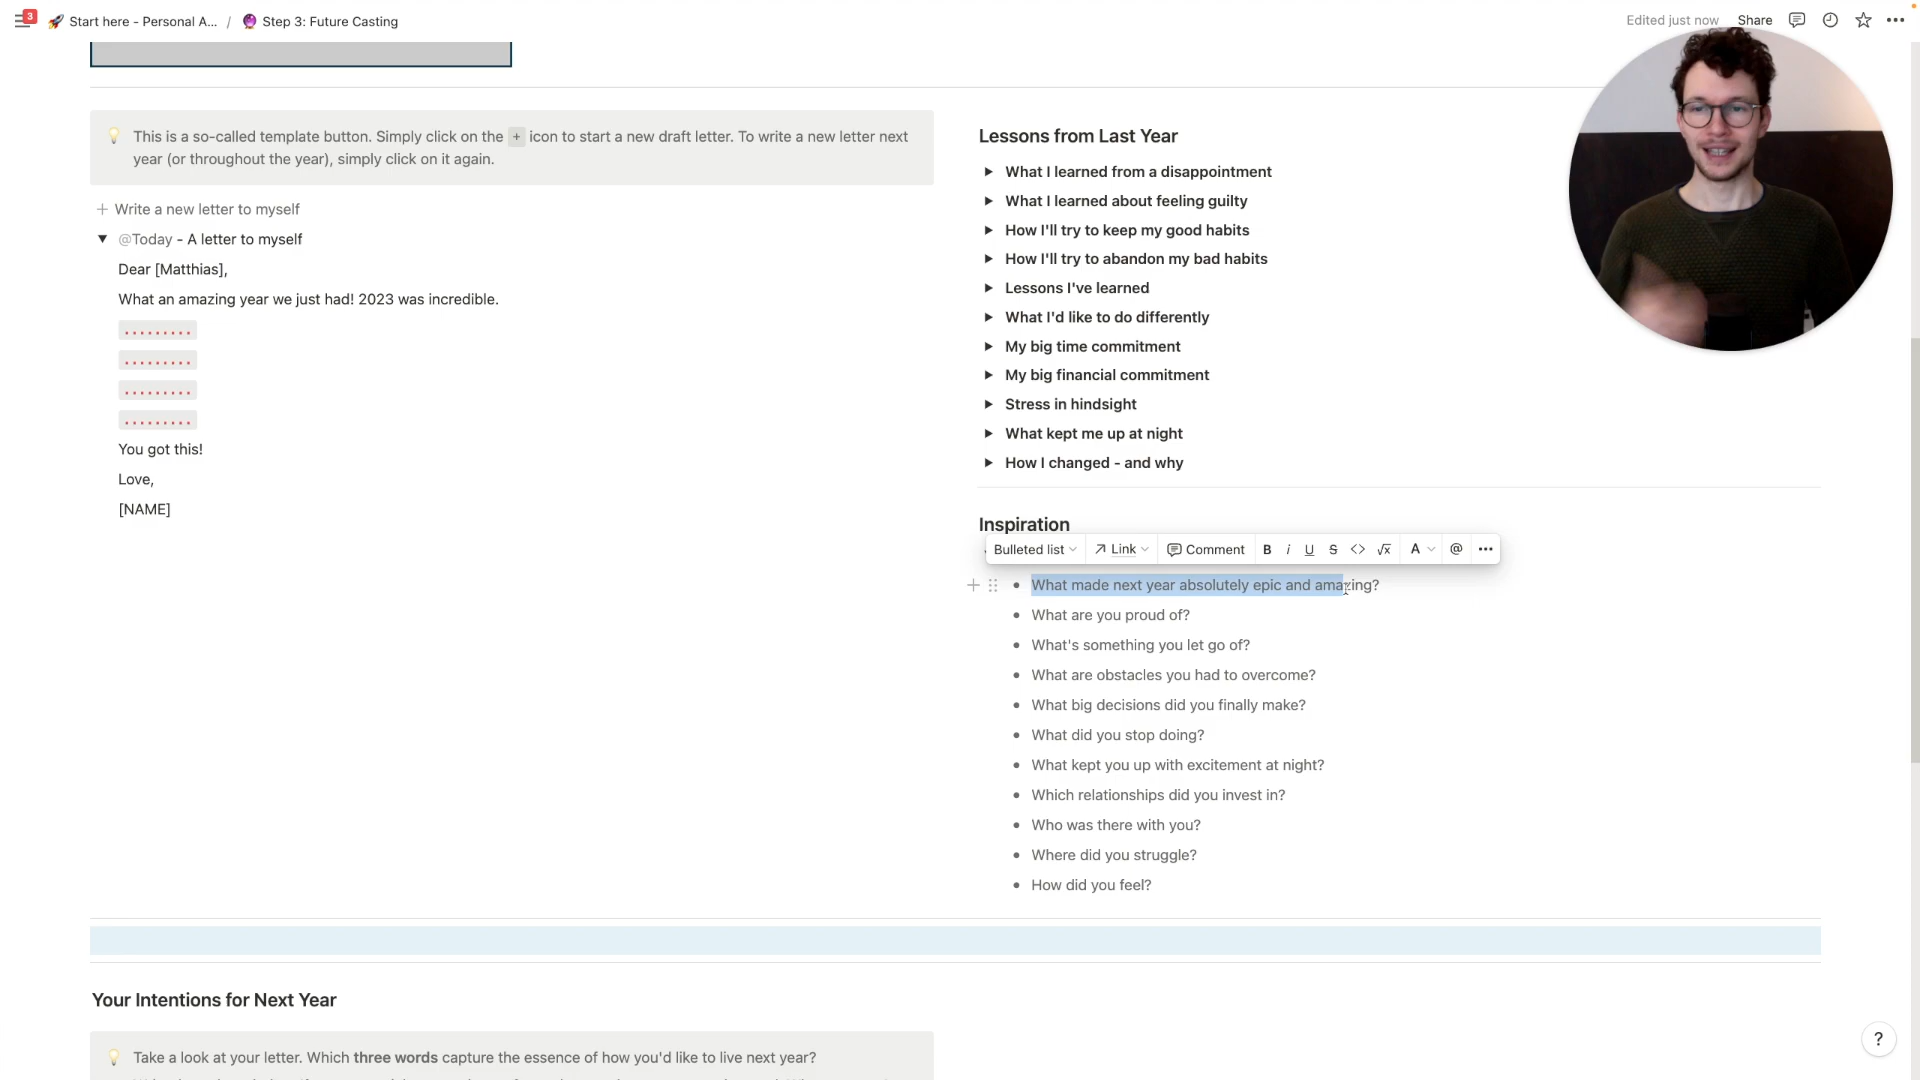 3
Start here - Personal A... / Step 3: Future Casting
Edited just now Share
This is a so-called template button. Simply click on the + icon to start a new draft letter. To write a new letter next
year (or throughout the year), simply click on it again.
Write a new letter to myself
@Today - A letter to myself
Dear [Matthias],
What an amazing year we just had! 2023 was incredible.
.........
.........
.........
.........
You got this!
Love,
[NAME]
Lessons from Last Year
What I learned from a disappointment
What I learned about feeling guilty
How I'll try to keep my good habits
How I'll try to abandon my bad habits
Lessons I've learned
What I'd like to do differently
My big time commitment
My big financial commitment
Stress in hindsight
What kept me up at night
How I changed - and why
Inspiration
Bulleted list Link Comment B i U S <> √x A @ •••
What made next year absolutely epic and amazing?
What are you proud of?
What's something you let go of?
What are obstacles you had to overcome?
What big decisions did you finally make?
What did you stop doing?
What kept you up with excitement at night?
Which relationships did you invest in?
Who was there with you?
Where did you struggle?
How did you feel?
Your Intentions for Next Year
Take a look at your letter. Which three words capture the essence of how you'd like to live next year?
?